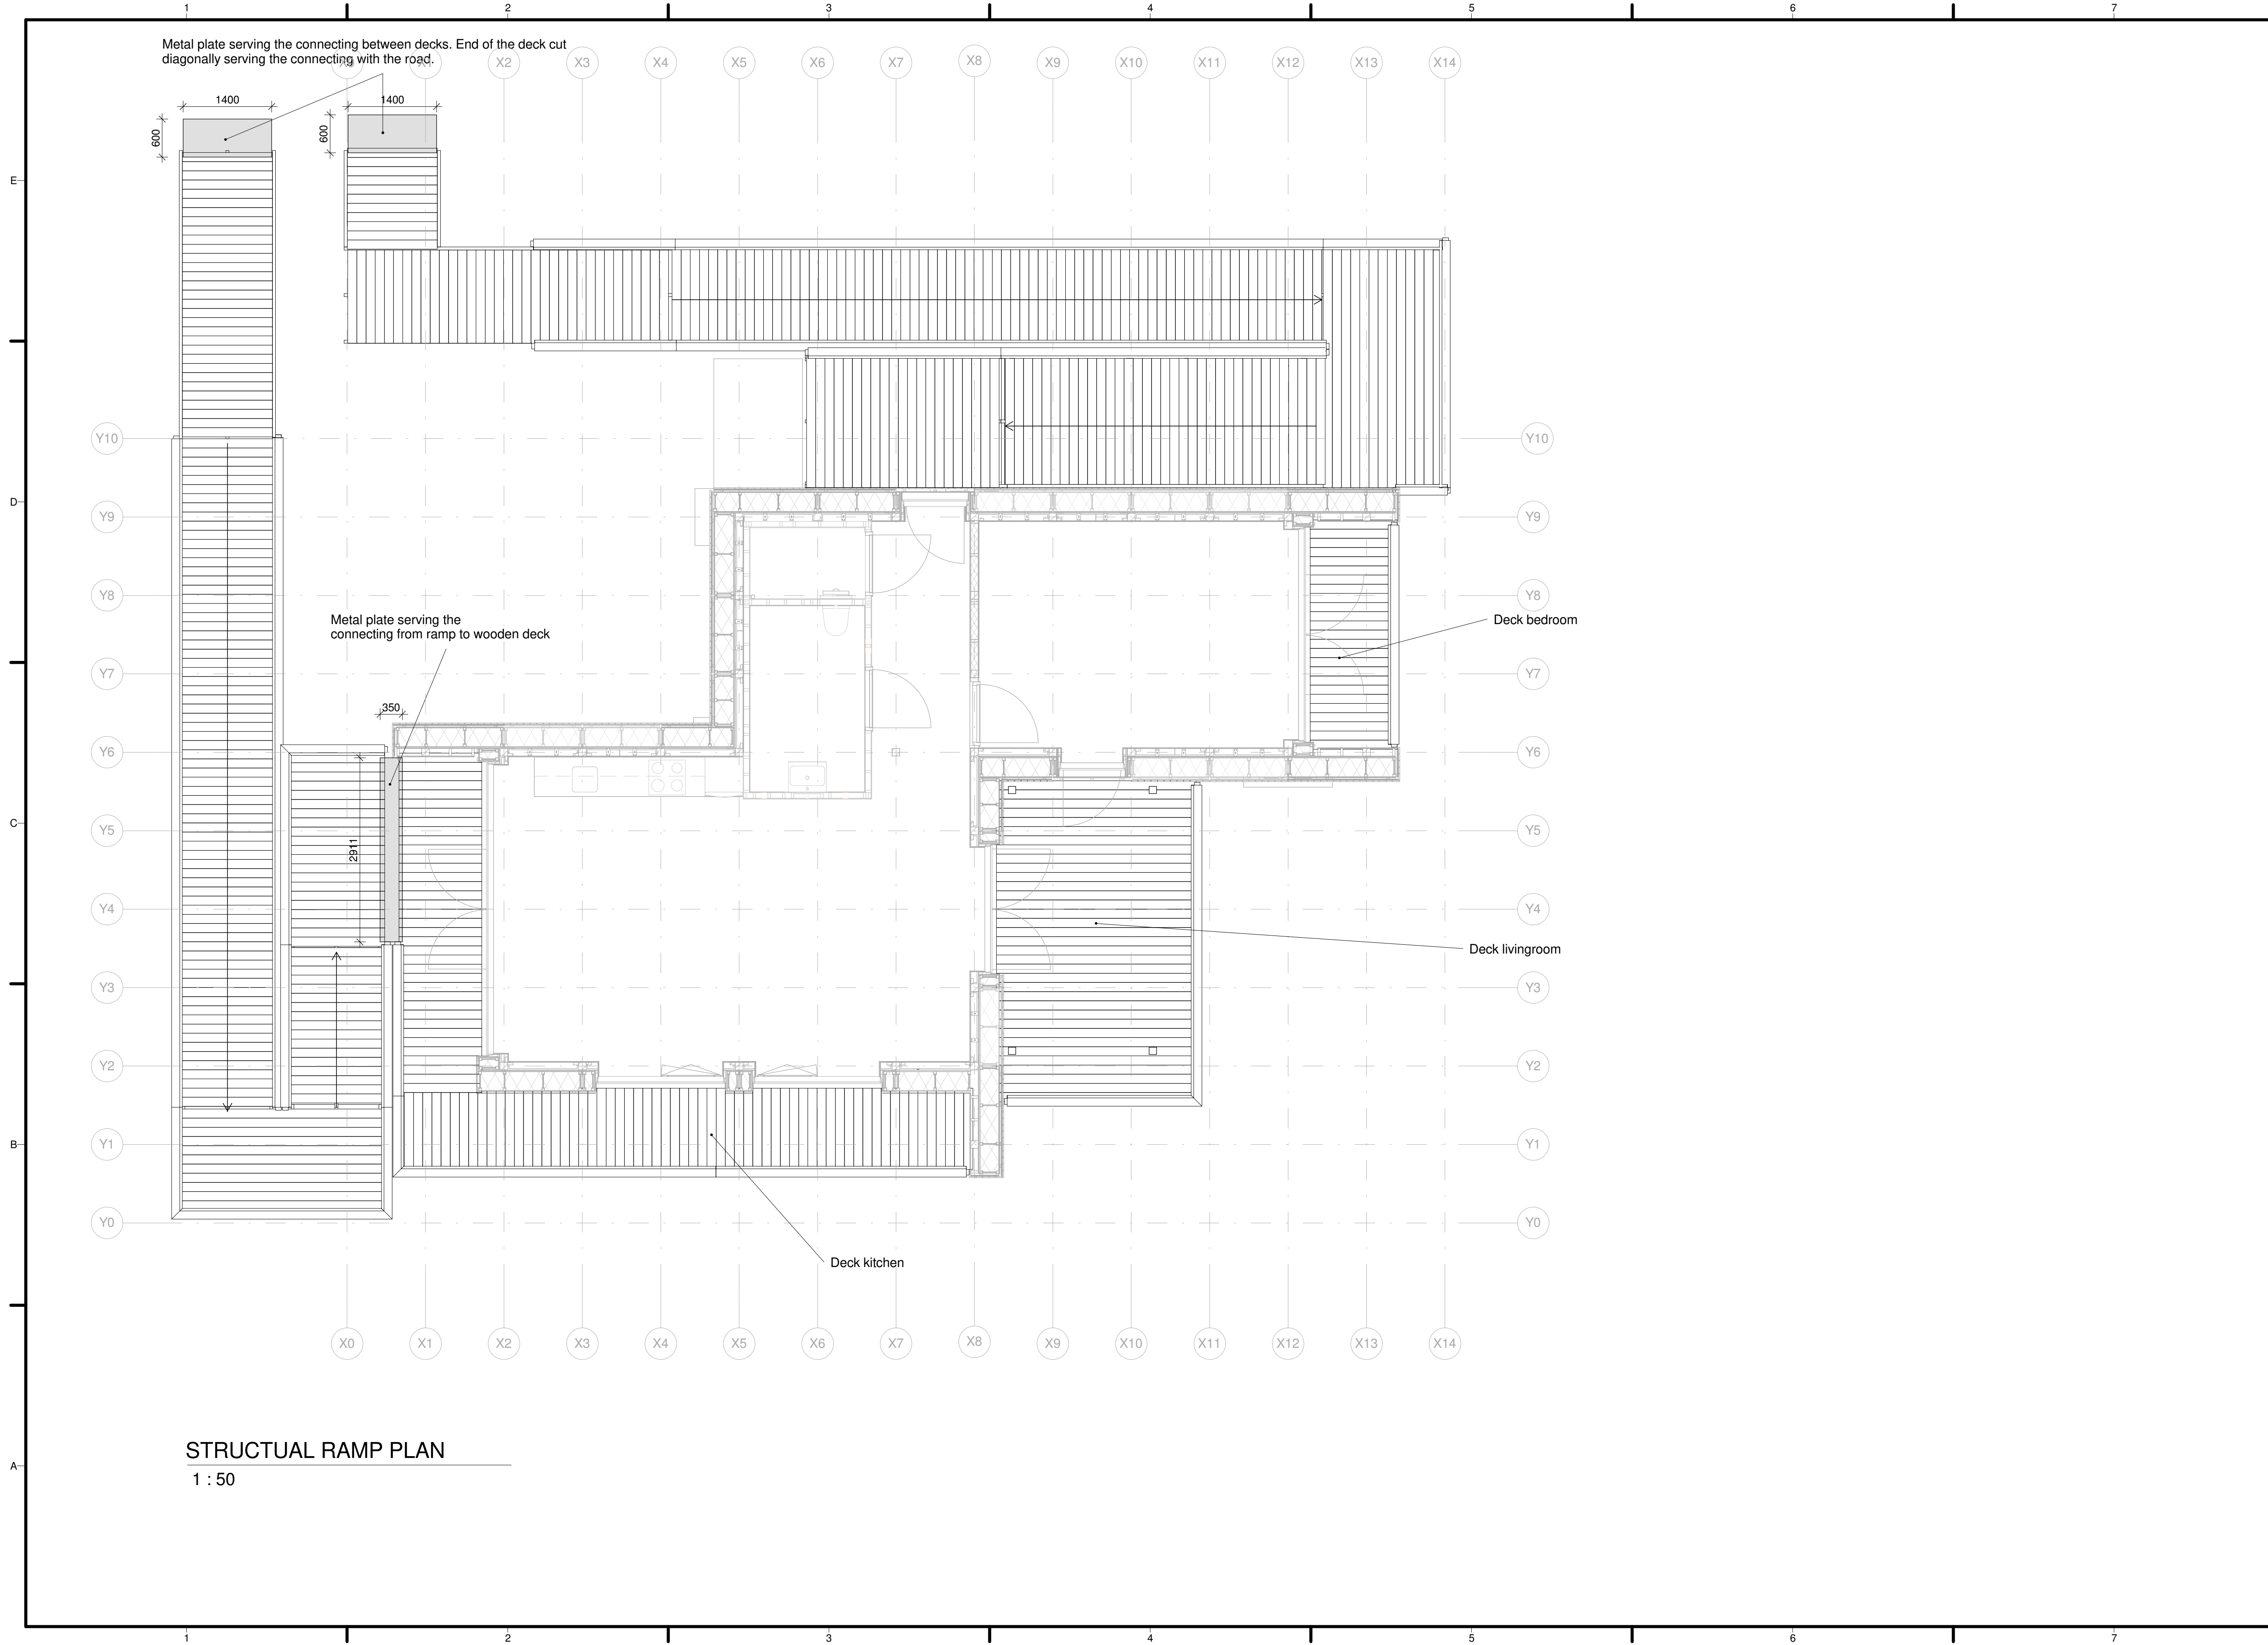 1 2 3 4 5 6 7
Metal plate serving the connecting between decks. End of the deck cut
diagonally serving the connecting with the road.
X0 X1 X2 X3 X4 X5 X6 X7 X8 X9 X10 X11 X12 X13 X14
1400 1400
600 600
E
Y10 Y10
D
Y9 Y9
Y8 Y8
Metal plate serving the
connecting from ramp to wooden deck
Deck bedroom
Y7 Y7
350
Y6 Y6
C
Y5 Y5
2911
Y4 Y4
Deck livingroom
Y3 Y3
Y2 Y2
B
Y1 Y1
Y0 Y0
Deck kitchen
X0 X1 X2 X3 X4 X5 X6 X7 X8 X9 X10 X11 X12 X13 X14
A
STRUCTUAL RAMP PLAN
1 : 50
1 2 3 4 5 6 7